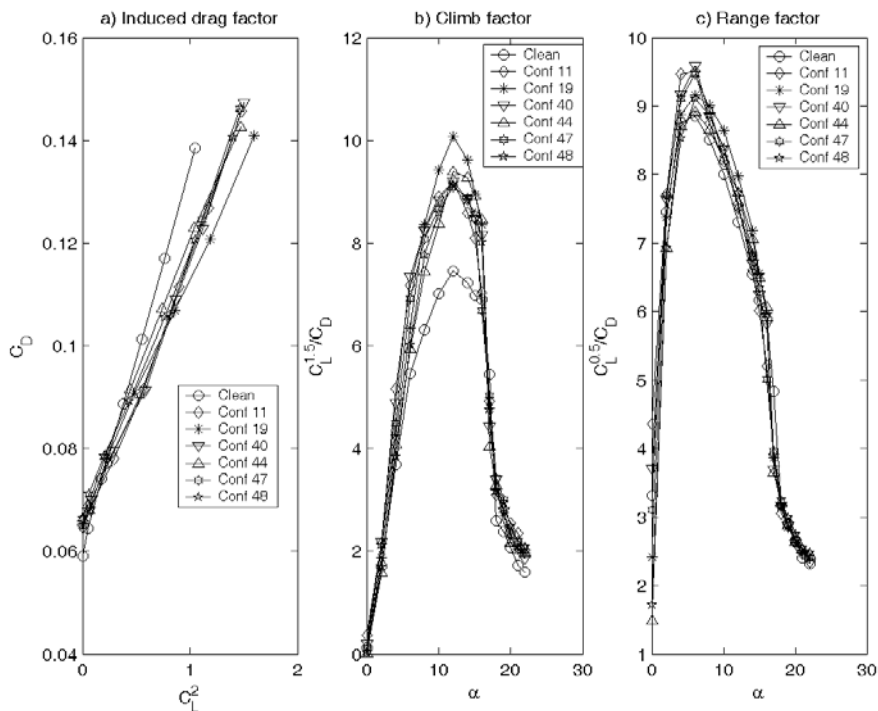 a) Induced drag factor
0.16
0.14
0.12
0.1
0.08
0.06
0.04
C_D
0
1
2
C_L^2
Clean
Conf 11
Conf 19
Conf 40
Conf 44
Conf 47
Conf 48
b) Climb factor
12
10
8
6
4
2
0
C_L^1.5/C_D
0
10
20
30
α
Clean
Conf 11
Conf 19
Conf 40
Conf 44
Conf 47
Conf 48
c) Range factor
10
9
8
7
6
5
4
3
2
1
C_L^0.5/C_D
0
10
20
30
α
Clean
Conf 11
Conf 19
Conf 40
Conf 44
Conf 47
Conf 48